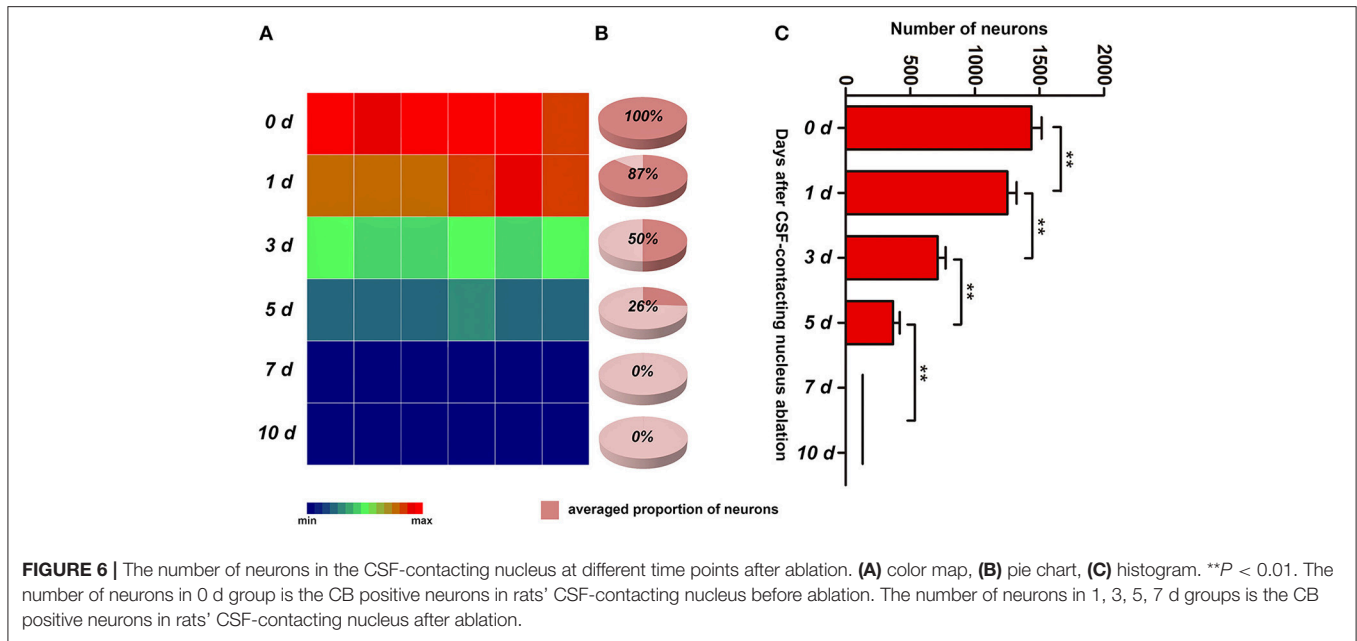 A
B
C
Number of neurons
0
500
1000
1500
2000
0 d
1 d
3 d
5 d
7 d
10 d
100%
87%
50%
26%
0%
0%
Days after CSF-contacting nucleus ablation
0 d
1 d
3 d
5 d
7 d
10 d
**
**
**
**
min
max
averaged proportion of neurons
FIGURE 6 | The number of neurons in the CSF-contacting nucleus at different time points after ablation. (A) color map, (B) pie chart, (C) histogram. **P < 0.01. The
number of neurons in 0 d group is the CB positive neurons in rats' CSF-contacting nucleus before ablation. The number of neurons in 1, 3, 5, 7 d groups is the CB
positive neurons in rats' CSF-contacting nucleus after ablation.